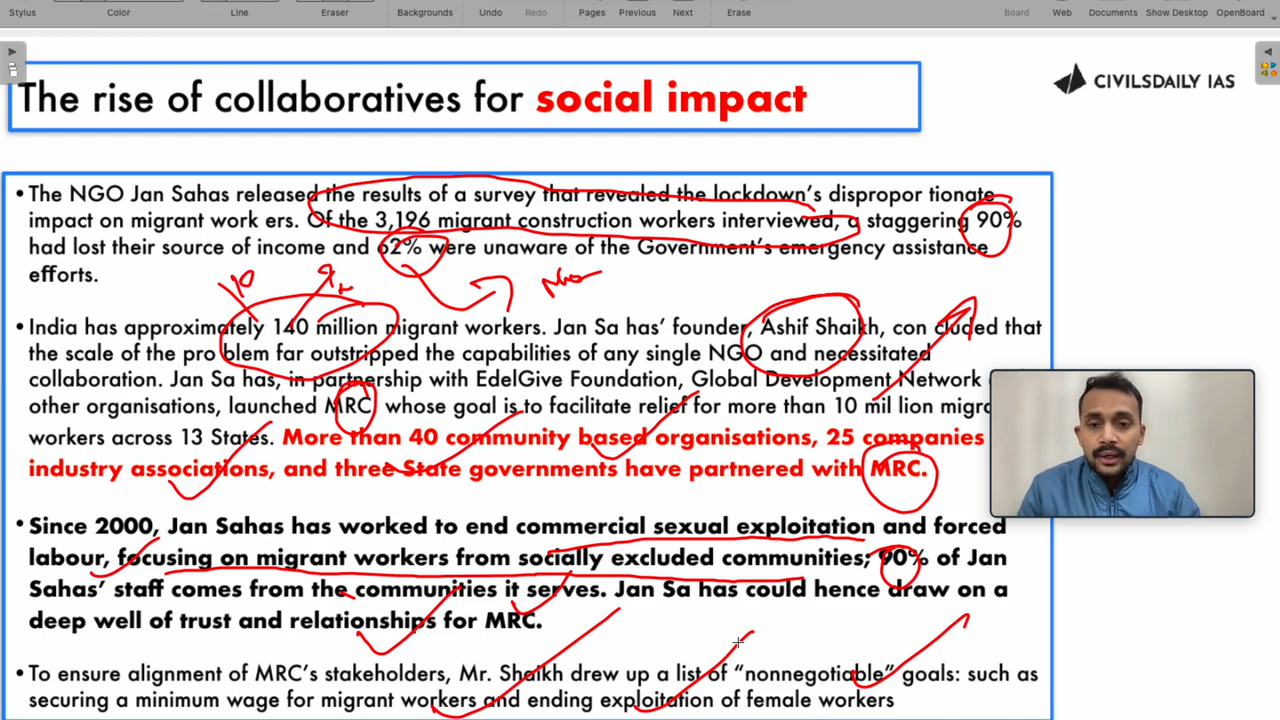 Stylus Color Line Eraser Backgrounds Undo Redo Pages Previous Next Erase Board Web Documents Show Desktop OpenBoard
The rise of collaboratives for social impact
CIVILSDAILY IAS
• The NGO Jan Sahas released the results of a survey that revealed the lockdown's dispropor tionate
impact on migrant work ers. Of the 3,196 migrant construction workers interviewed, a staggering 90%
had lost their source of income and 62% were unaware of the Government's emergency assistance
efforts.
NGO
• India has approximately 140 million migrant workers. Jan Sa has' founder, Ashif Shaikh, con cluded that
the scale of the pro blem far outstripped the capabilities of any single NGO and necessitated
collaboration. Jan Sa has, in partnership with EdelGive Foundation, Global Development Network
other organisations, launched MRC whose goal is to facilitate relief for more than 10 mil lion
workers across 13 States. More than 40 community based organisations, 25 companies
industry associations, and three State governments have partnered with MRC.
• Since 2000, Jan Sahas has worked to end commercial sexual exploitation and forced
labour, focusing on migrant workers from socially excluded communities; 90% of Jan
Sahas' staff comes from the communities it serves. Jan Sa has could hence draw on a
deep well of trust and relationships for MRC.
• To ensure alignment of MRC's stakeholders, Mr. Shaikh drew up a list of "nonnegotiable" goals: such as
securing a minimum wage for migrant workers and ending exploitation of female workers